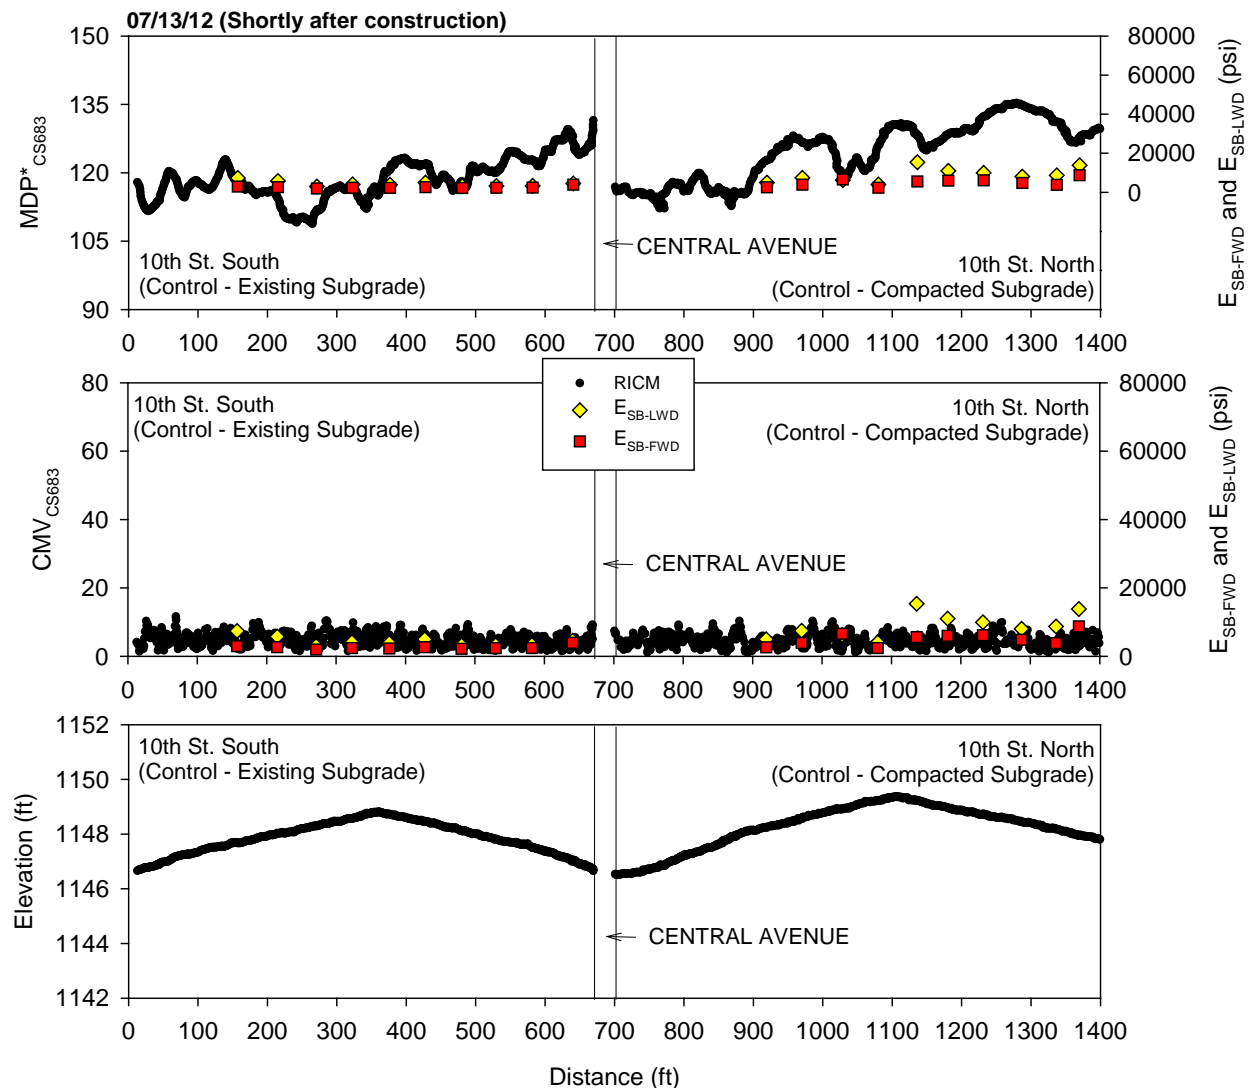 07/13/12 (Shortly after construction)
150
135
120
105
90
MDP*CS683
80000
60000
40000
20000
0
ESB-FWD and ESB-LWD (psi)
10th St. South
(Control - Existing Subgrade)
CENTRAL AVENUE
10th St. North
(Control - Compacted Subgrade)
0 100 200 300 400 500 600 700 800 900 1000 1100 1200 1300 1400
80
60
40
20
0
CMVCS683
80000
60000
40000
20000
0
ESB-FWD and ESB-LWD (psi)
10th St. South
(Control - Existing Subgrade)
RICM
ESB-LWD
ESB-FWD
10th St. North
(Control - Compacted Subgrade)
CENTRAL AVENUE
0 100 200 300 400 500 600 700 800 900 1000 1100 1200 1300 1400
1152
1150
1148
1146
1144
1142
Elevation (ft)
10th St. South
(Control - Existing Subgrade)
10th St. North
(Control - Compacted Subgrade)
CENTRAL AVENUE
0 100 200 300 400 500 600 700 800 900 1000 1100 1200 1300 1400
Distance (ft)